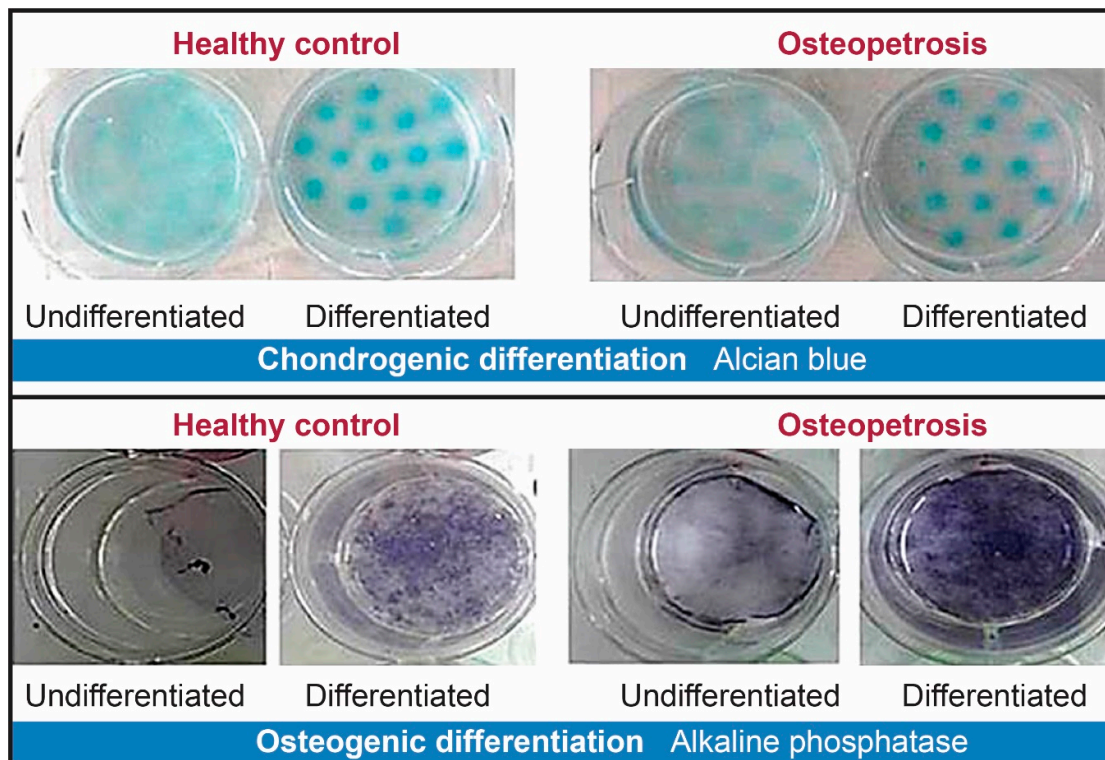 Healthy control Osteopetrosis
Undifferentiated Differentiated Undifferentiated Differentiated
Chondrogenic differentiation Alcian blue
Healthy control Osteopetrosis
Undifferentiated Differentiated Undifferentiated Differentiated
Osteogenic differentiation Alkaline phosphatase